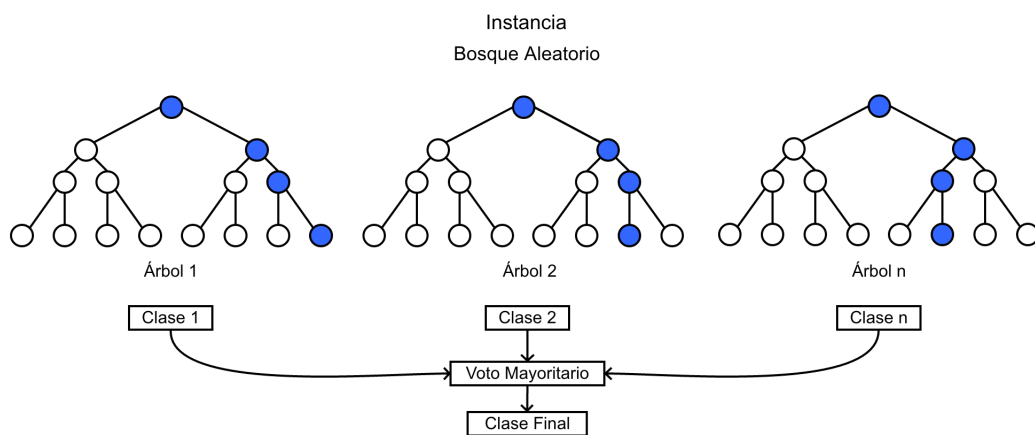 Instancia
Bosque Aleatorio
Árbol 1
Árbol 2
Árbol n
Clase 1
Clase 2
Clase n
Voto Mayoritario
Clase Final